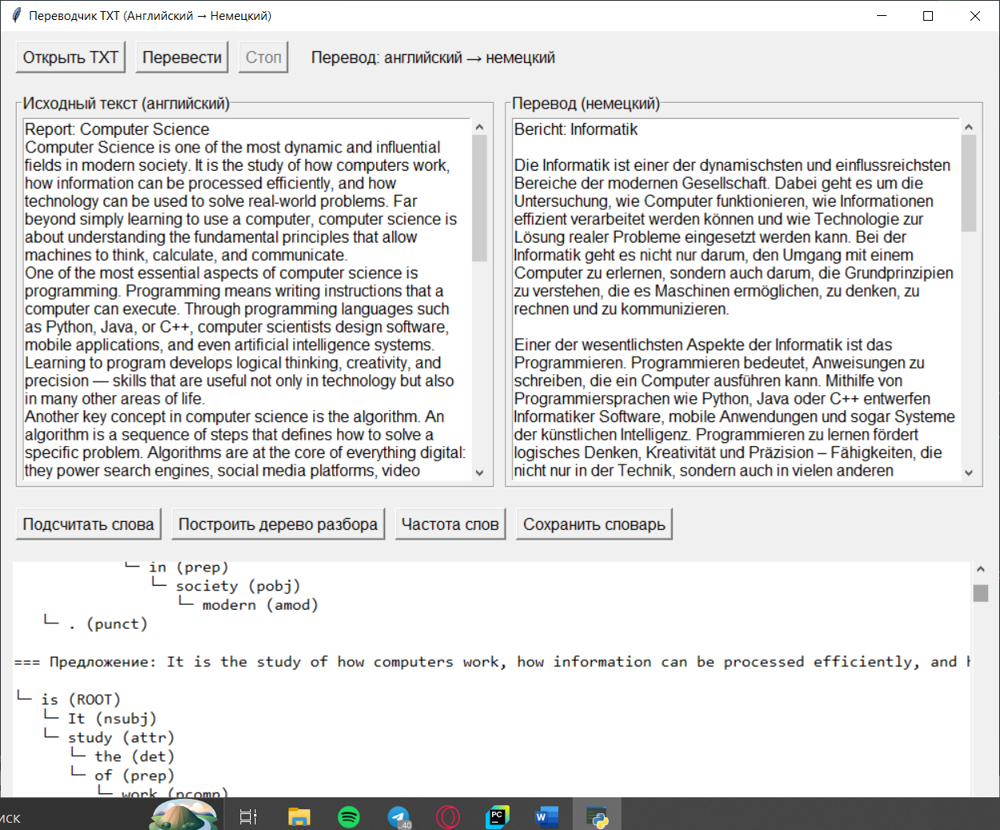 Переводчик TXT (Английский → Немецкий)
Открыть TXT Перевести Стоп Перевод: английский → немецкий
Исходный текст (английский)
Report: Computer Science
Computer Science is one of the most dynamic and influential
fields in modern society. It is the study of how computers work,
how information can be processed efficiently, and how
technology can be used to solve real-world problems. Far
beyond simply learning to use a computer, computer science is
about understanding the fundamental principles that allow
machines to think, calculate, and communicate.
One of the most essential aspects of computer science is
programming. Programming means writing instructions that a
computer can execute. Through programming languages such
as Python, Java, or C++, computer scientists design software,
mobile applications, and even artificial intelligence systems.
Learning to program develops logical thinking, creativity, and
precision — skills that are useful not only in technology but also
in many other areas of life.
Another key concept in computer science is the algorithm. An
algorithm is a sequence of steps that defines how to solve a
specific problem. Algorithms are at the core of everything digital:
they power search engines, social media platforms, video
Перевод (немецкий)
Bericht: Informatik
Die Informatik ist einer der dynamischsten und einflussreichsten
Bereiche der modernen Gesellschaft. Dabei geht es um die
Untersuchung, wie Computer funktionieren, wie Informationen
effizient verarbeitet werden können und wie Technologie zur
Lösung realer Probleme eingesetzt werden kann. Bei der
Informatik geht es nicht nur darum, den Umgang mit einem
Computer zu erlernen, sondern auch darum, die Grundprinzipien
zu verstehen, die es Maschinen ermöglichen, zu denken, zu
rechnen und zu kommunizieren.
Einer der wesentlichsten Aspekte der Informatik ist das
Programmieren. Programmieren bedeutet, Anweisungen zu
schreiben, die ein Computer ausführen kann. Mithilfe von
Programmiersprachen wie Python, Java oder C++ entwerfen
Informatiker Software, mobile Anwendungen und sogar Systeme
der künstlichen Intelligenz. Programmieren zu lernen fördert
logisches Denken, Kreativität und Präzision – Fähigkeiten, die
nicht nur in der Technik, sondern auch in vielen anderen
Подсчитать слова Построить дерево разбора Частота слов Сохранить словарь
└─ in (prep)
└─ society (pobj)
└─ modern (amod)
└─ . (punct)
=== Предложение: It is the study of how computers work, how information can be processed efficiently, and
└─ is (ROOT)
└─ It (nsubj)
└─ study (attr)
└─ the (det)
└─ of (prep)
└─ work (pcomp)
иск
40
PC
W